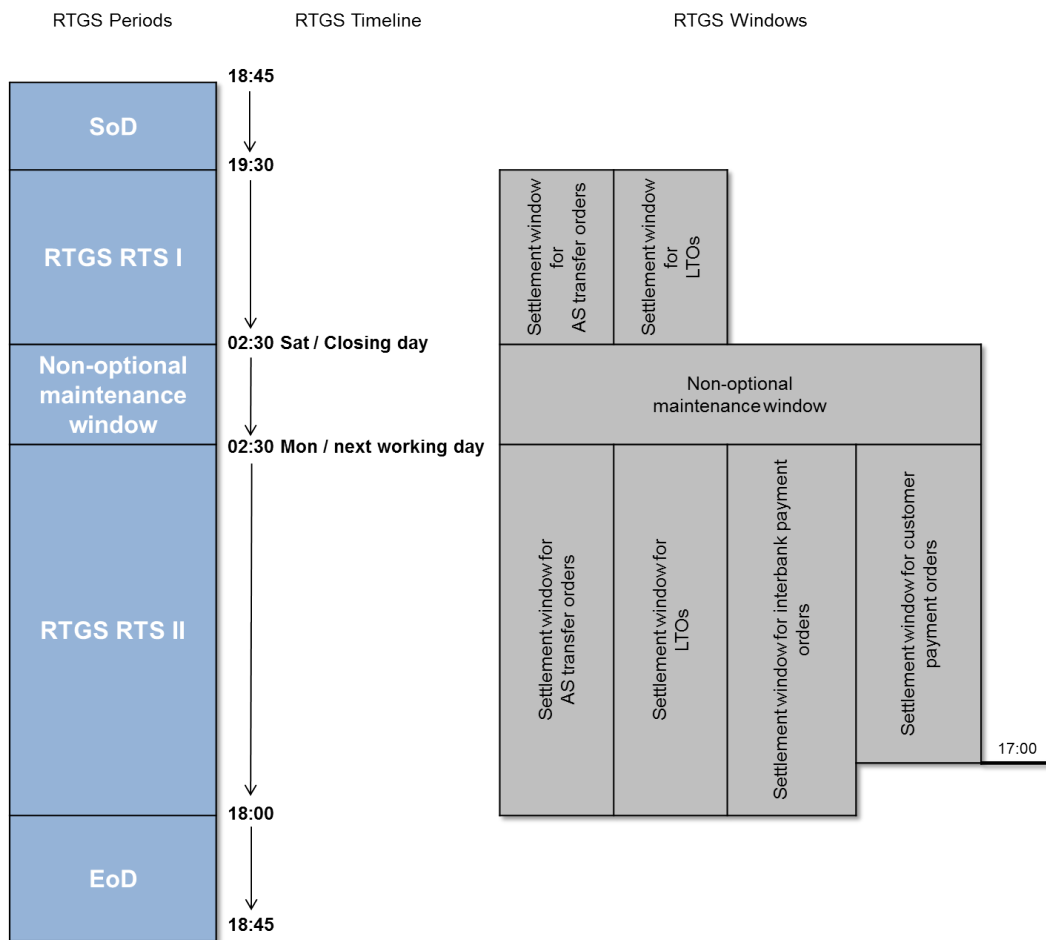 RTGS Periods
RTGS Timeline
RTGS Windows
18:45
SoD
19:30
RTGS RTS I
Settlement window
for
AS transfer orders
Settlement window
for
LTOs
02:30 Sat / Closing day
Non-optional
maintenance
window
Non-optional
maintenance window
02:30 Mon / next working day
RTGS RTS II
Settlement window for
AS transfer orders
Settlement window for
LTOs
Settlement window for interbank payment
orders
Settlement window for customer
payment orders
17:00
18:00
EoD
18:45